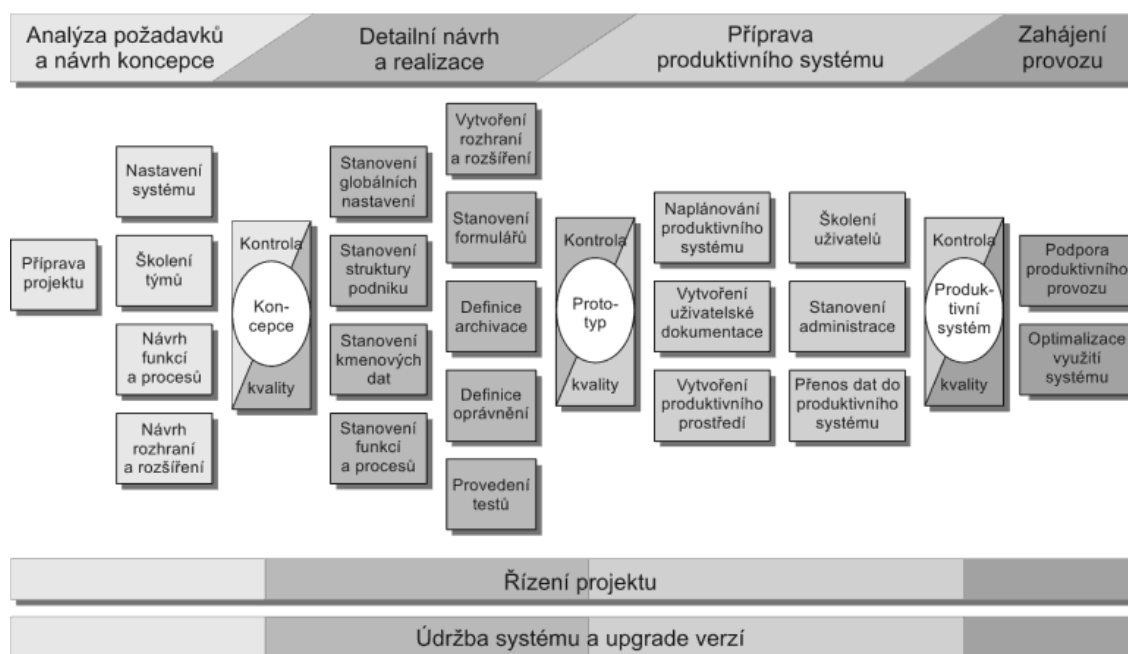 Analýza požadavků
a návrh koncepce
Detailní návrh
a realizace
Příprava
produktivního systému
Zahájení
provozu
Příprava
projektu
Nastavení
systému
Školení
týmů
Návrh
funkcí
a procesů
Návrh
rozhraní
a rozšíření
Kontrola
Kon-
cepce
kvality
Stanovení
globálních
nastavení
Stanovení
struktury
podniku
Stanovení
kmenových
dat
Stanovení
funkcí
a procesů
Vytvoření
rozhraní
a rozšíření
Stanovení
formulářů
Definice
archivace
Definice
oprávnění
Provedení
testů
Kontrola
Proto-
typ
kvality
Naplánování
produktivního
systému
Vytvoření
uživatelské
dokumentace
Vytvoření
produktivního
prostředí
Školení
uživatelů
Stanovení
administrace
Přenos dat do
produktivního
systému
Kontrola
Produk-
tivní
systém
kvality
Podpora
produktivního
provozu
Optimalizace
využití
systému
Řízení projektu
Údržba systému a upgrade verzí